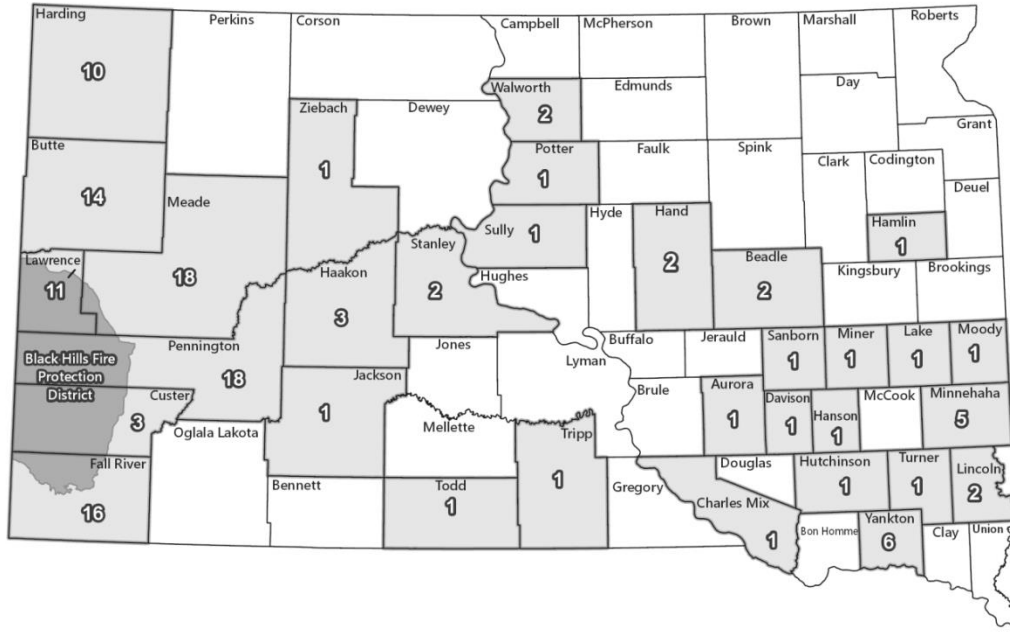 Harding
Perkins
Corson
Campbell
McPherson
Brown
Marshall
Roberts
10
Walworth
2
Edmunds
Day
Ziebach
1
Dewey
Grant
Butte
14
Potter
1
Faulk
Spink
Clark
Codington
Deuel
Meade
18
Sully
1
Hyde
Hand
2
Hamlin
1
Stanley
2
Beadle
2
Lawrence
11
Haakon
3
Hughes
Kingsbury
Brookings
Pennington
18
Jones
Lyman
Buffalo
Jerauld
Sanborn
1
Miner
1
Lake
1
Moody
1
Black Hills Fire
Protection
District
Custer
3
Jackson
1
Brule
Aurora
1
Davison
1
Hanson
1
McCook
Minnehaha
5
Oglala Lakota
Mellette
Tripp
1
Fall River
16
Bennett
Todd
1
Gregory
Douglas
Charles Mix
1
Hutchinson
1
Turner
1
Lincoln
2
Bon Homme
Yankton
6
Clay
Union